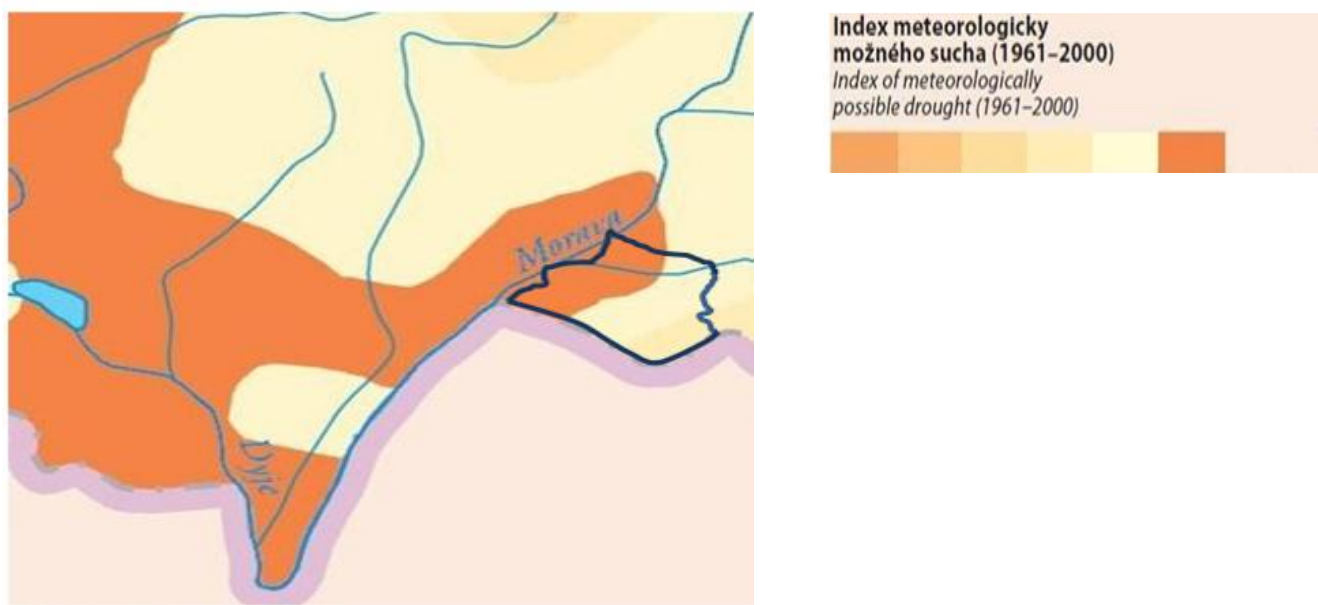 Morava
Dyje
Index meteorologicky
možného sucha (1961–2000)
Index of meteorologically
possible drought (1961–2000)